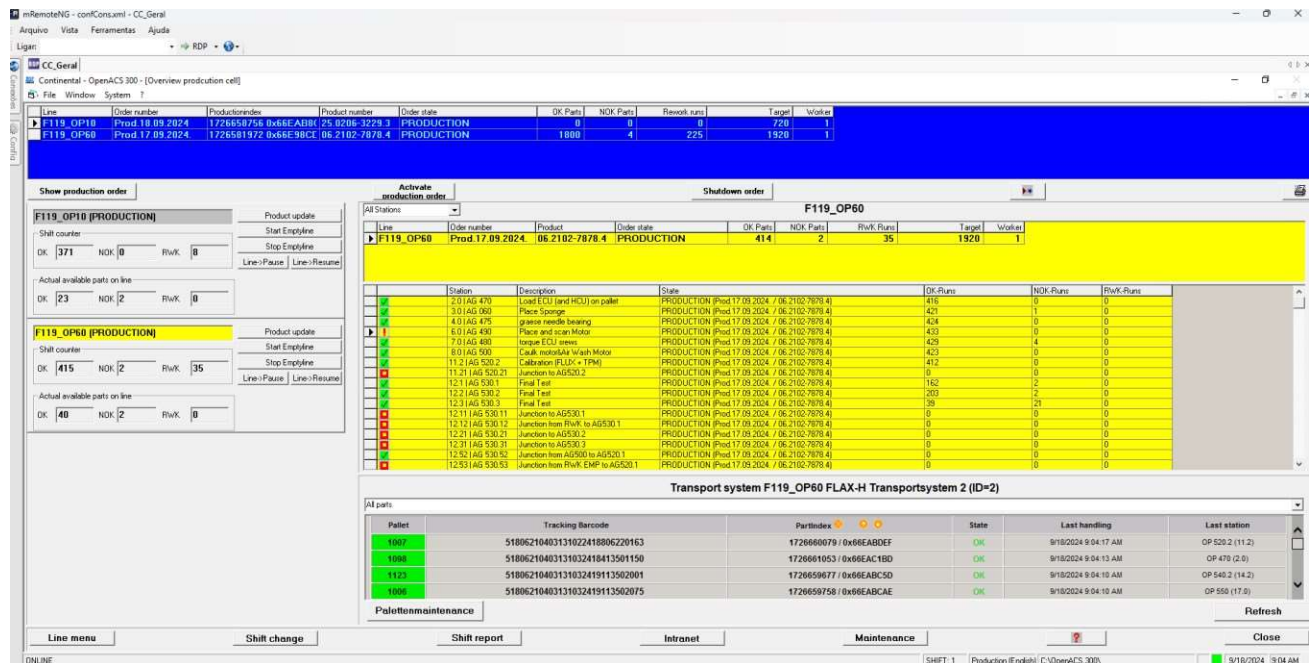 mRemoteNG - confCons.xml - CC_Geral
Arquivo Vista Ferramentas Ajuda
Ligar: RDP
CC_Geral
Conexões
Config
Continental - OpenACS 300 - [Overview prodcution cell]
File Window System ?
Line Order number Productionindex Product number Order state OK Parts NOK Parts Rework runs Target Worker
F119_OP10 Prod.18.09.2024 1726650756 0x66EAB8( 25.0206-3229.3 PRODUCTION 0 0 0 720 1
F119_OP60 Prod.17.09.2024. 1726581972 0x66E98CD 06.2102-7878.4 PRODUCTION 1800 4 225 1920 1
Show production order Activate production order Shutdown order
F119_OP10 (PRODUCTION)
Product update
Shift counter
Start Emptyline
OK 371 NOK 0 RWK 8
Stop Emptyline
Line->Pause Line->Resume
Actual available parts on line
OK 23 NOK 2 RWK 0
F119_OP60 (PRODUCTION)
Product update
Shift counter
Start Emptyline
OK 415 NOK 2 RWK 35
Stop Emptyline
Line->Pause Line->Resume
Actual available parts on line
OK 40 NOK 2 RWK 0
All Stations F119_OP60
Line Oder number Product Order state OK Parts NOK Parts RWK Runs Target Worker
F119_OP60 Prod.17.09.2024. 06.2102-7878.4 PRODUCTION 414 2 35 1920 1
Station Description State OK-Runs NOK-Runs RWK-Runs
2.0 | AG 470 Load ECU (and HCU) on pallet PRODUCTION (Prod.17.09.2024. / 06.2102-7878.4) 416 0 0
3.0 | AG 060 Place Sponge PRODUCTION (Prod.17.09.2024. / 06.2102-7878.4) 421 1 0
4.0 | AG 475 graese needle bearing PRODUCTION (Prod.17.09.2024. / 06.2102-7878.4) 424 0 0
6.0 | AG 490 Place and scan Motor PRODUCTION (Prod.17.09.2024. / 06.2102-7878.4) 433 0 0
7.0 | AG 480 torque ECU srews PRODUCTION (Prod.17.09.2024. / 06.2102-7878.4) 429 4 0
8.0 | AG 500 Caulk motor&Air Wash Motor PRODUCTION (Prod.17.09.2024. / 06.2102-7878.4) 423 0 0
11.2 | AG 520.2 Calibration (FLUX + TPM) PRODUCTION (Prod.17.09.2024. / 06.2102-7878.4) 412 0 0
11.21 | AG 520.21 Junction to AG520.2 PRODUCTION (Prod.17.09.2024. / 06.2102-7878.4) 0 0 0
12.1 | AG 530.1 Final Test PRODUCTION (Prod.17.09.2024. / 06.2102-7878.4) 162 2 0
12.2 | AG 530.2 Final Test PRODUCTION (Prod.17.09.2024. / 06.2102-7878.4) 203 2 0
12.3 | AG 530.3 Final Test PRODUCTION (Prod.17.09.2024. / 06.2102-7878.4) 39 21 0
12.11 | AG 530.11 Junction to AG530.1 PRODUCTION (Prod.17.09.2024. / 06.2102-7878.4) 0 0 0
12.12 | AG 530.12 Junction from RWK to AG530.1 PRODUCTION (Prod.17.09.2024. / 06.2102-7878.4) 0 0 0
12.21 | AG 530.21 Junction to AG530.2 PRODUCTION (Prod.17.09.2024. / 06.2102-7878.4) 0 0 0
12.31 | AG 530.31 Junction to AG530.3 PRODUCTION (Prod.17.09.2024. / 06.2102-7878.4) 0 0 0
12.52 | AG 530.52 Junction from AG500 to AG520.1 PRODUCTION (Prod.17.09.2024. / 06.2102-7878.4) 0 0 0
12.53 | AG 530.53 Junction from RWK EMP to AG520.1 PRODUCTION (Prod.17.09.2024. / 06.2102-7878.4) 0 0 0
Transport system F119_OP60 FLAX-H Transportsystem 2 (ID=2)
All parts
Pallet Tracking Barcode PartIndex State Last handling Last station
1007 5180621040313102241880622016​3 1726660079 / 0x66EABDEF OK 9/18/2024 9:04:17 AM OP 520.2 (11.2)
1098 5180621040313103241841350115​0 1726661053 / 0x66EAC1BD OK 9/18/2024 9:04:13 AM OP 470 (2.0)
1123 5180621040313103241911350200​1 1726659677 / 0x66EABC5D OK 9/18/2024 9:04:10 AM OP 540.2 (14.2)
1006 5180621040313103241911350207​5 1726659758 / 0x66EABCAE OK 9/18/2024 9:04:10 AM OP 550 (17.0)
Palettenmaintenance Refresh
Line menu Shift change Shift report Intranet Maintenance ? Close
ONLINE SHIFT: 1 Production (English) C:\OpenACS 300\ 9/18/2024 9:04 AM